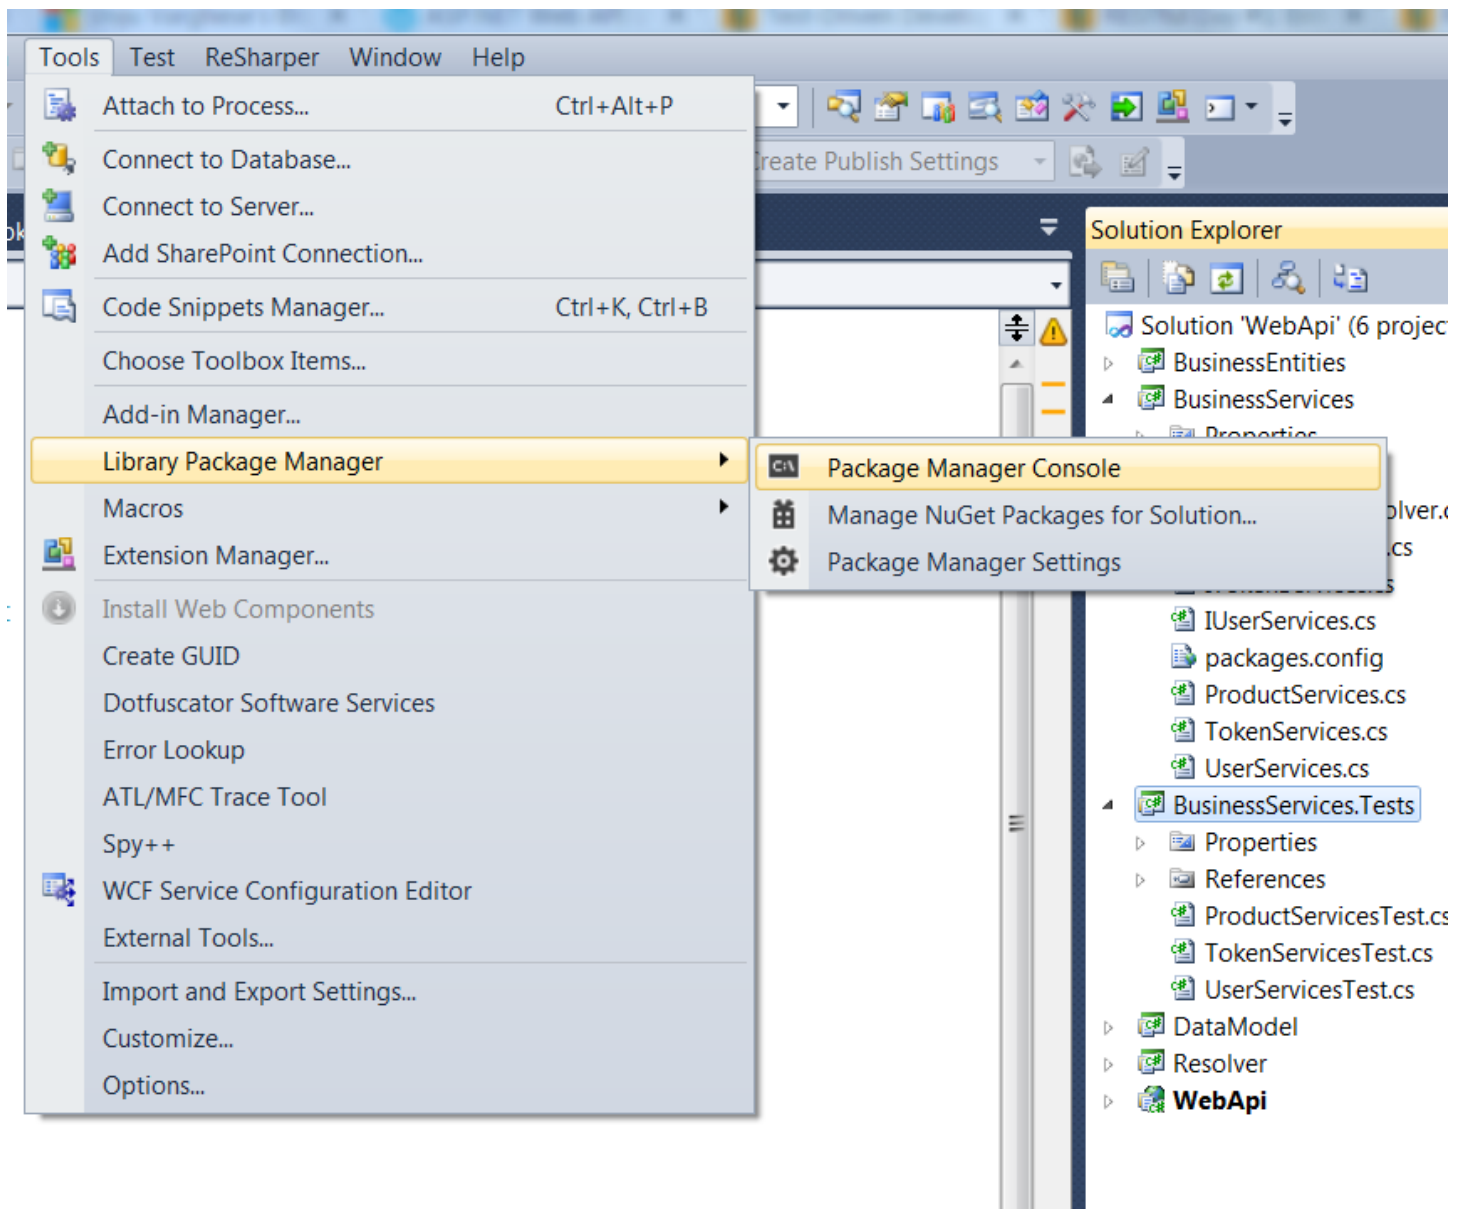 Tools Test ReSharper Window Help
Attach to Process... Ctrl+Alt+P
Connect to Database...
Connect to Server...
Add SharePoint Connection...
Code Snippets Manager... Ctrl+K, Ctrl+B
Choose Toolbox Items...
Add-in Manager...
Library Package Manager
Macros
Extension Manager...
Install Web Components
Create GUID
Dotfuscator Software Services
Error Lookup
ATL/MFC Trace Tool
Spy++
WCF Service Configuration Editor
External Tools...
Import and Export Settings...
Customize...
Options...
Package Manager Console
Manage NuGet Packages for Solution...
Package Manager Settings
Create Publish Settings
Solution Explorer
Solution 'WebApi' (6 projec
BusinessEntities
BusinessServices
Properties
olver.c
.cs
IUserServices.cs
packages.config
ProductServices.cs
TokenServices.cs
UserServices.cs
BusinessServices.Tests
Properties
References
ProductServicesTest.cs
TokenServicesTest.cs
UserServicesTest.cs
DataModel
Resolver
WebApi